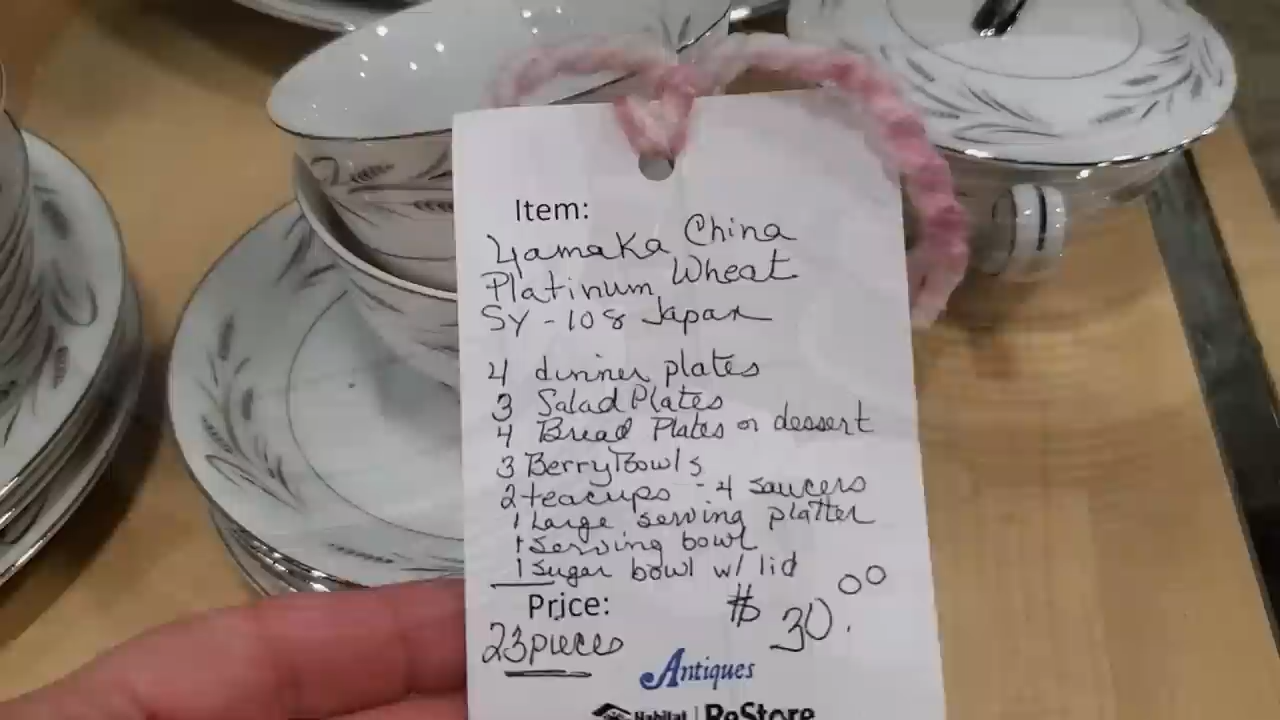 Item:
Yamaka China
Platinum Wheat
SY-108 Japan
4 dinner plates
3 Salad Plates
4 Bread Plates or dessert
3 Berry Bowls
2 teacups - 4 saucers
1 Large serving platter
1 serving bowl
1 sugar bowl w/ lid
Price: $30.00
23 pieces
Antiques
Habitat | ReStore